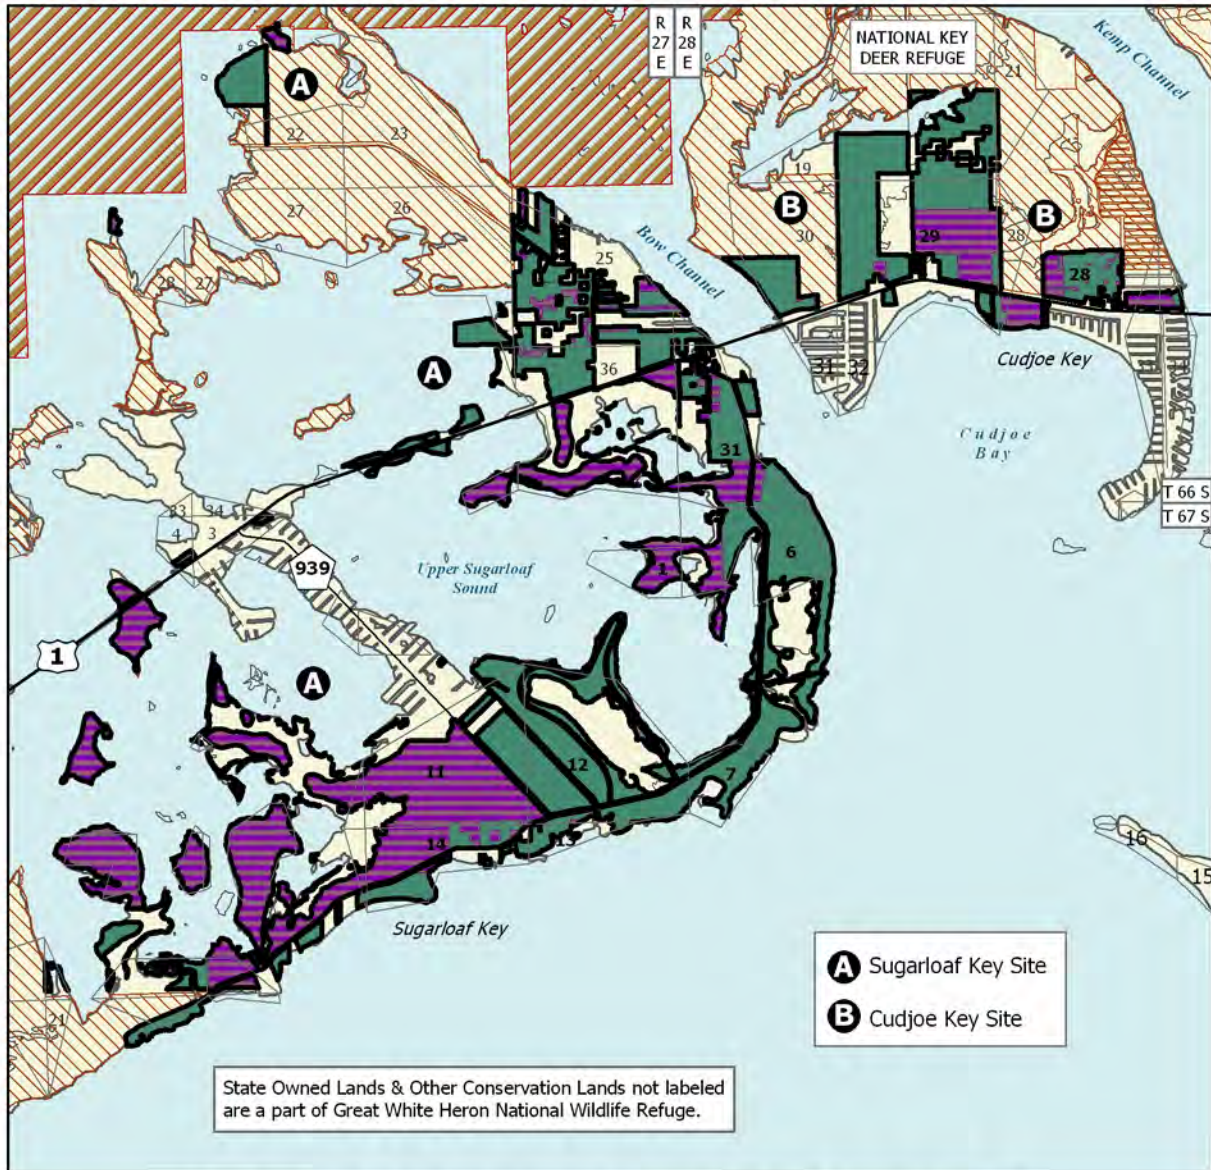 R
27
E
R
28
E
NATIONAL KEY
DEER REFUGE
Kemp Channel
21
A
22
23
19
27
26
B
30
B
29
28
28
25
Bow Channel
28
27
36
A
31
32
Cudjoe Key
31
Cudjoe
Bay
T 66 S
T 67 S
33
34
4
3
939
Upper Sugarloaf
Sound
1
6
1
A
11
12
7
14
13
16
15
Sugarloaf Key
21
A Sugarloaf Key Site
B Cudjoe Key Site
State Owned Lands & Other Conservation Lands not labeled
are a part of Great White Heron National Wildlife Refuge.